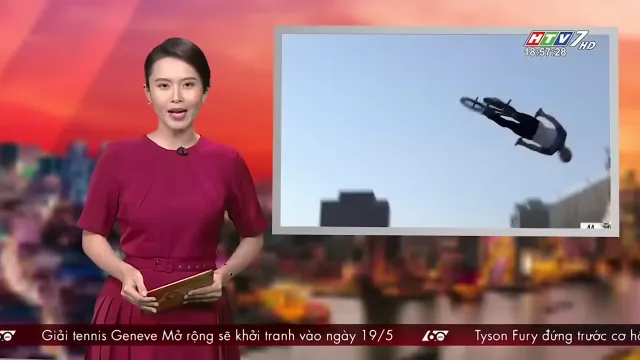 HTV7 HD
18:57:28
Giải tennis Geneve Mở rộng sẽ khởi tranh vào ngày 19/5 60 Tyson Fury đứng trước cơ hộ